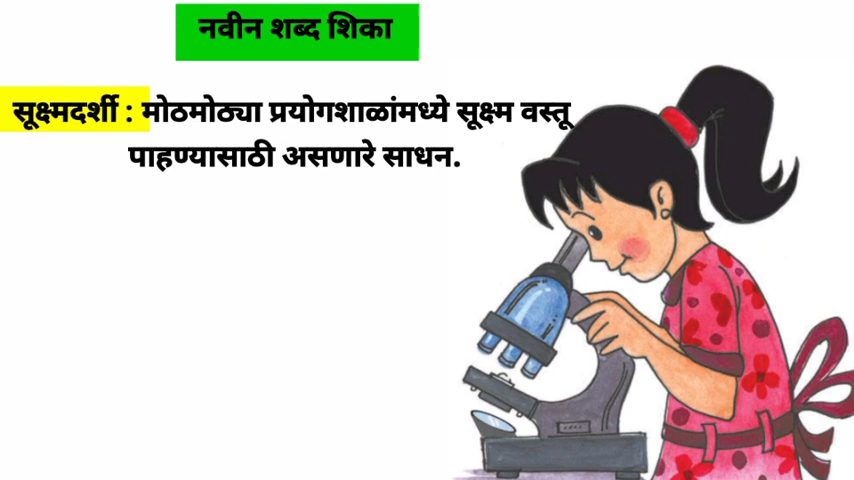 नवीन शब्द शिका
सूक्ष्मदर्शी : मोठमोठ्या प्रयोगशाळांमध्ये सूक्ष्म वस्तू
पाहण्यासाठी असणारे साधन.